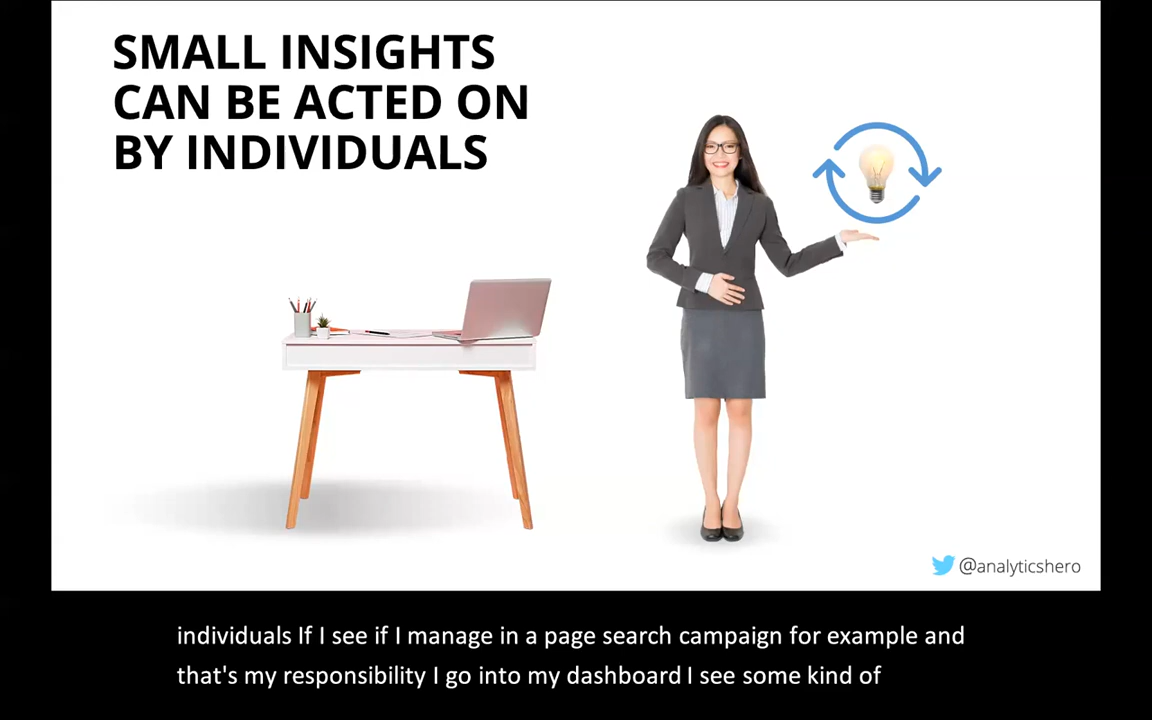 SMALL INSIGHTS
CAN BE ACTED ON
BY INDIVIDUALS
@analyticshero
individuals If I see if I manage in a page search campaign for example and
that's my responsibility I go into my dashboard I see some kind of